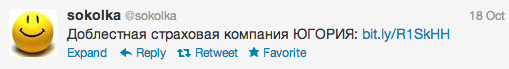 sokolka @sokolka 18 Oct
Доблестная страховая компания ЮГОРИЯ: bit.ly/R1SkHH
Expand Reply Retweet Favorite